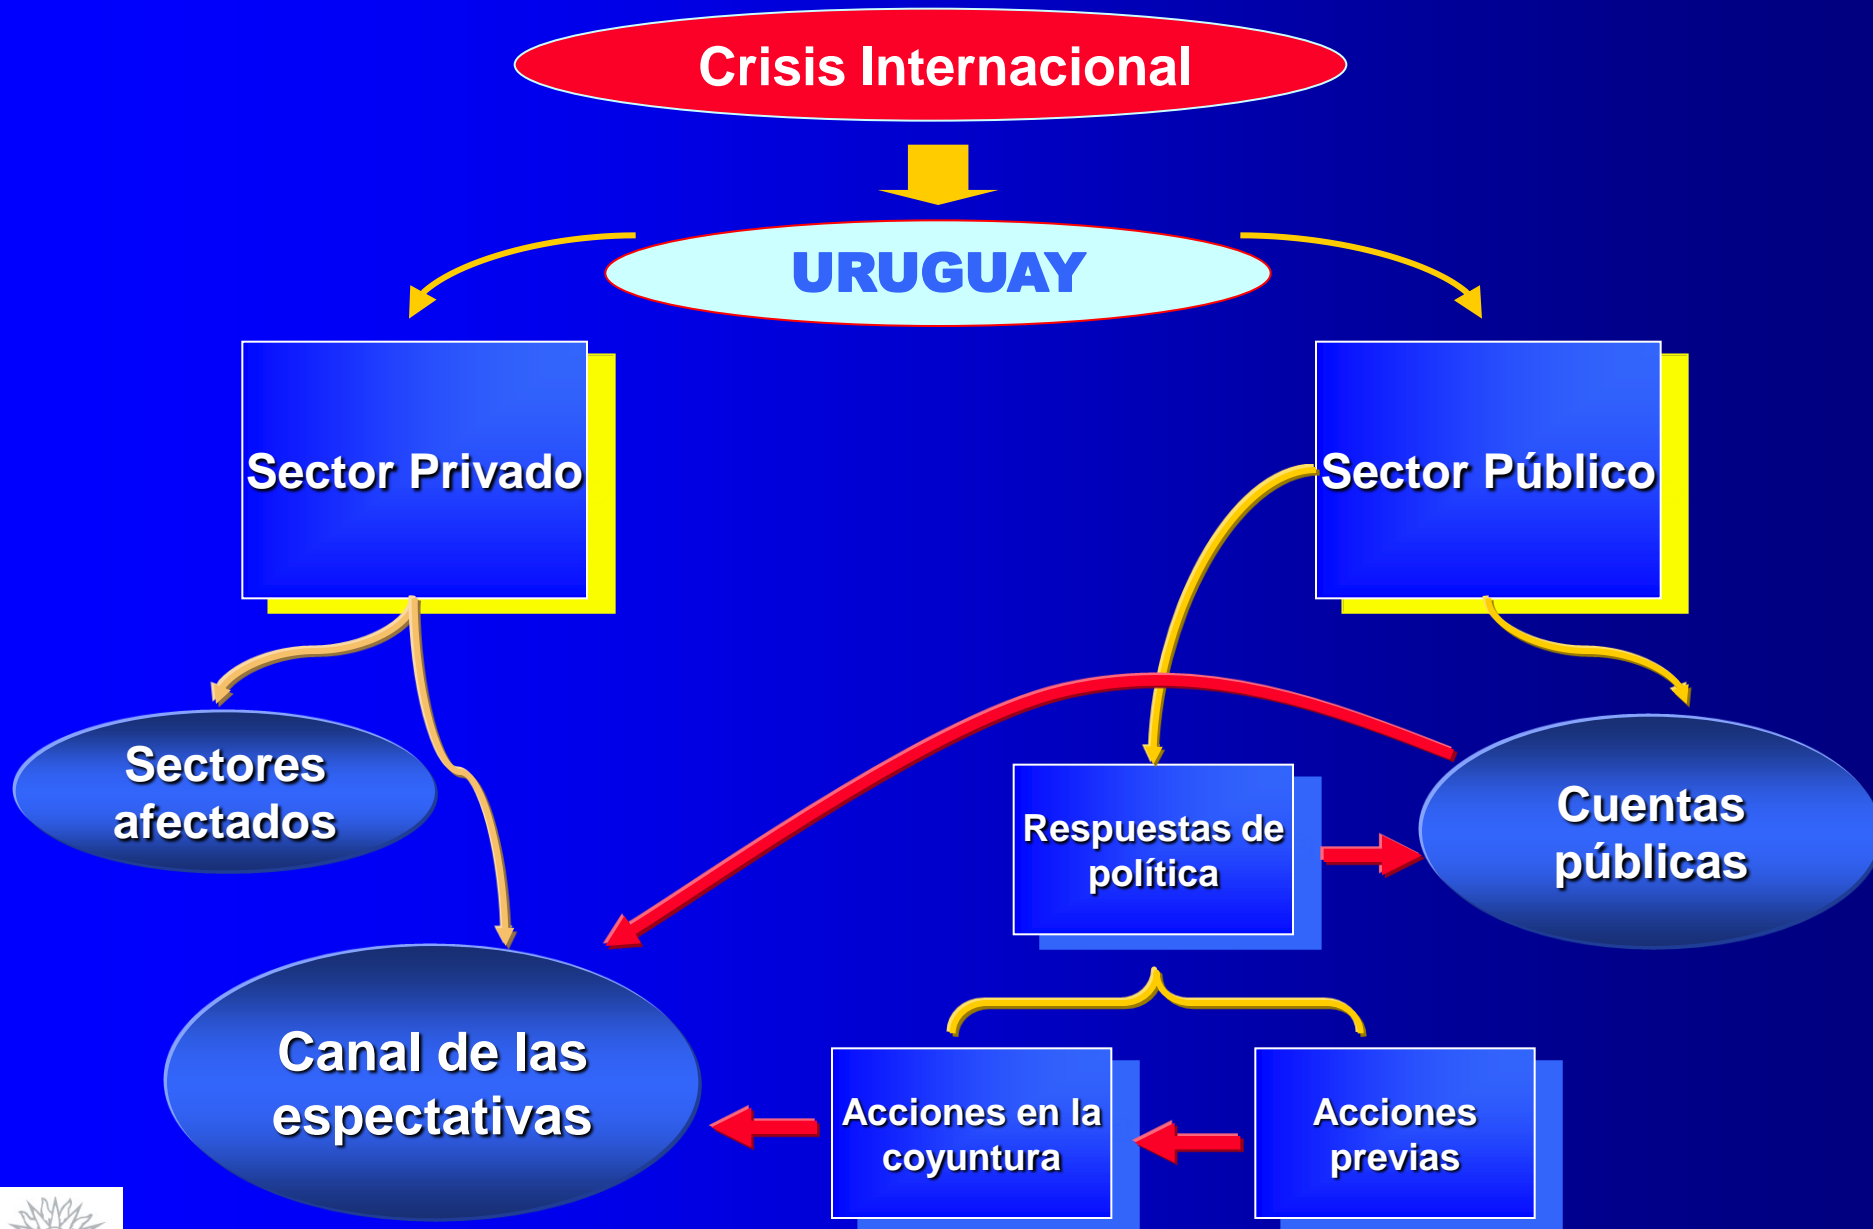 Crisis Internacional
URUGUAY
Sector Privado
Sector Público
Sectores
afectados
Respuestas de
política
Cuentas
públicas
Canal de las
espectativas
Acciones en la
coyuntura
Acciones
previas